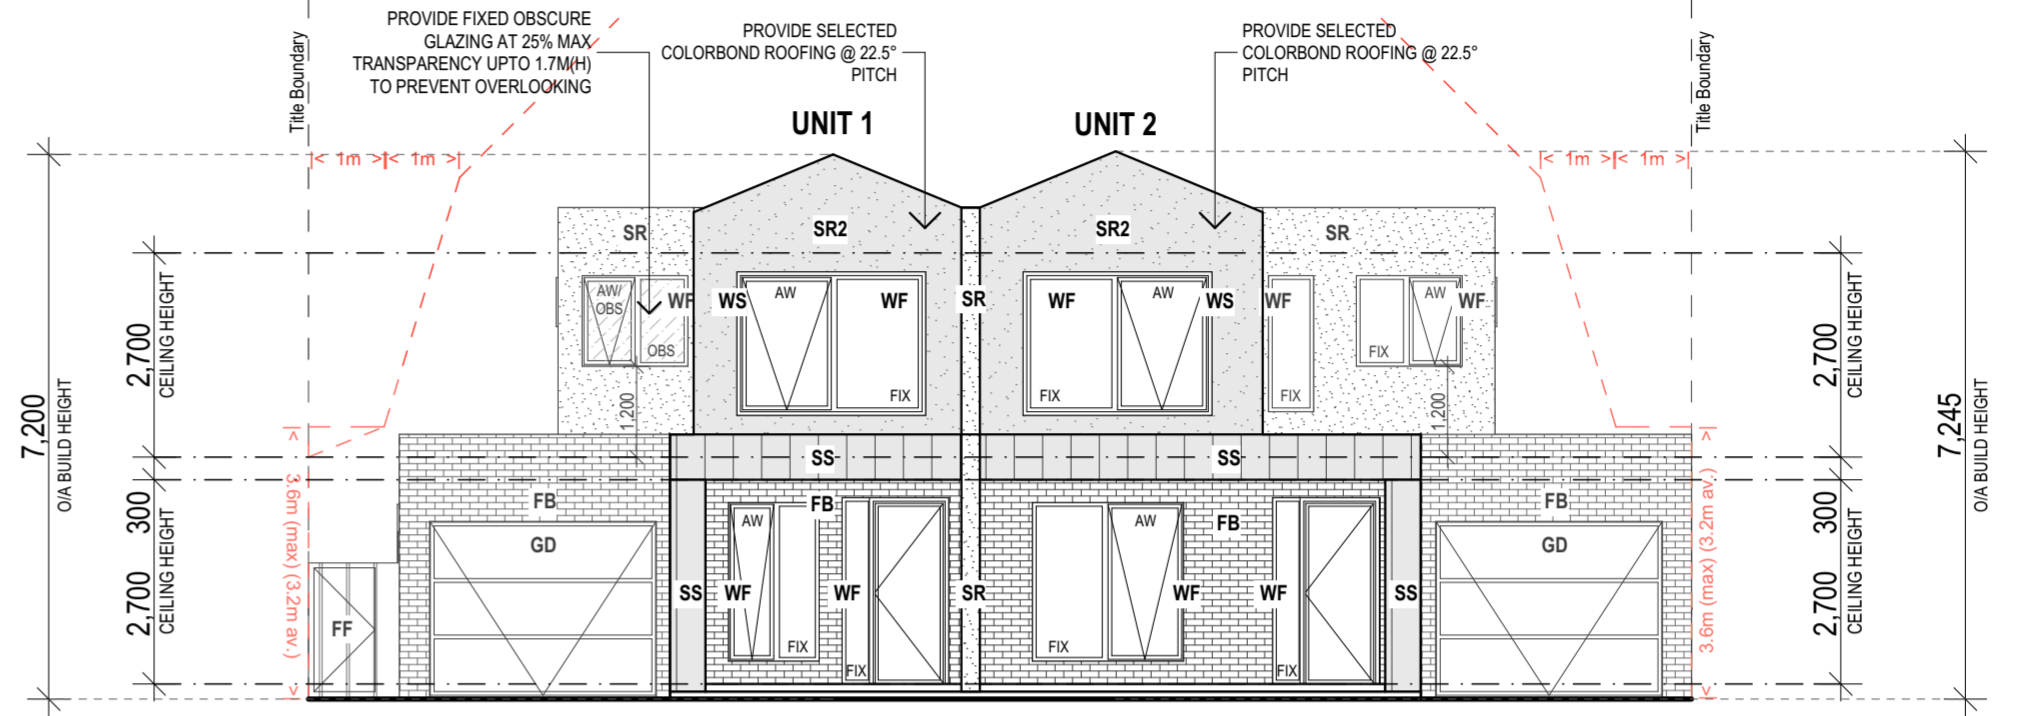 PROVIDE FIXED OBSCURE
GLAZING AT 25% MAX
TRANSPARENCY UPTO 1.7M(H)
TO PREVENT OVERLOOKING
PROVIDE SELECTED
COLORBOND ROOFING @ 22.5°
PITCH
PROVIDE SELECTED
COLORBOND ROOFING @ 22.5°
PITCH
Title Boundary
Title Boundary
UNIT 1
UNIT 2
< 1m >
< 1m >
< 1m >
< 1m >
SR
SR2
SR2
SR
AW/
OBS
WF
OBS
WS
AW
WF
FIX
SR
WF
FIX
AW
WS
WF
FIX
FIX
AW
WF
1,200
1,200
7,200
O/A BUILD HEIGHT
2,700
CEILING HEIGHT
300
2,700
CEILING HEIGHT
< 3.6m (max) (3.2m av.) >
SS
SS
FB
GD
FF
SS
FB
AW
WF
FIX
WF
FIX
SR
FIX
AW
WF
FB
WF
FIX
SS
FB
GD
< 3.6m (max) (3.2m av.) >
2,700
CEILING HEIGHT
300
2,700
CEILING HEIGHT
7,245
O/A BUILD HEIGHT